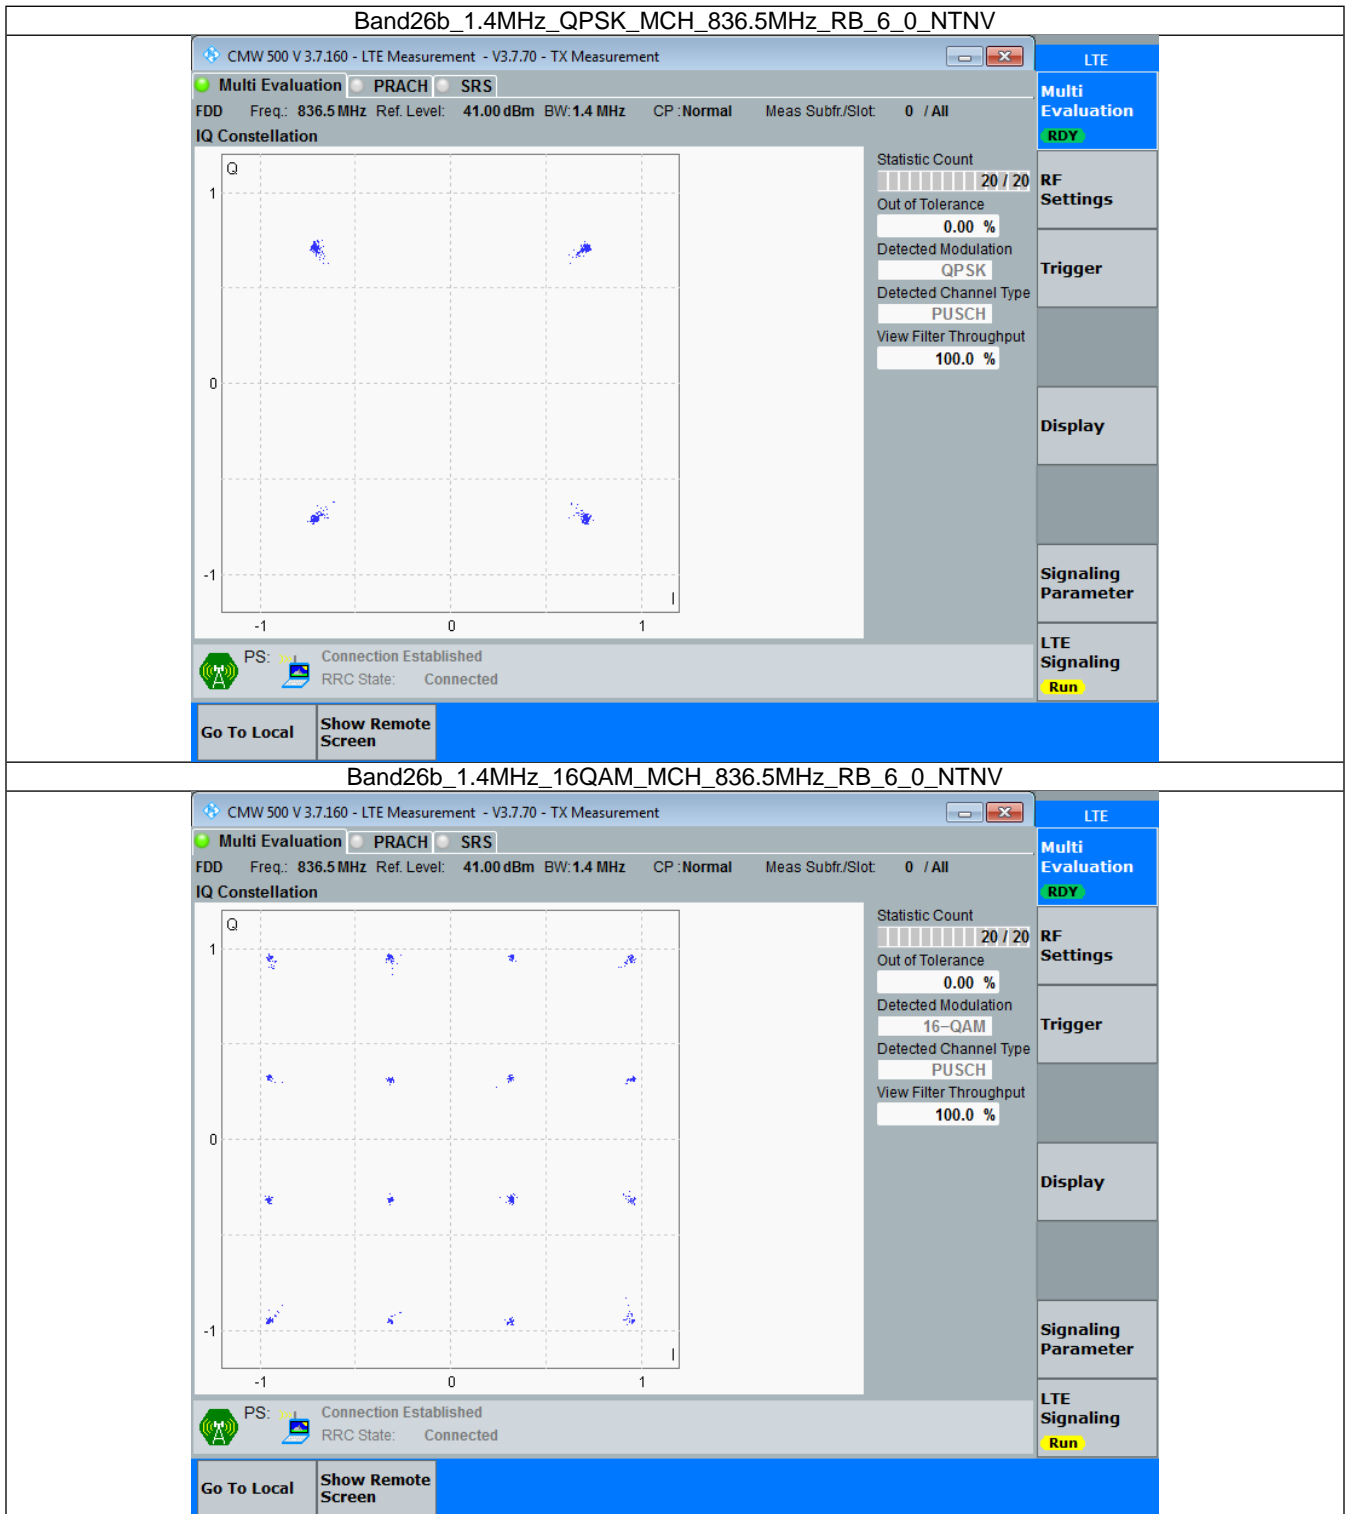 Band26b_1.4MHz_QPSK_MCH_836.5MHz_RB_6_0_NTNV
CMW 500 V 3.7.160 - LTE Measurement - V3.7.70 - TX Measurement
LTE
Multi Evaluation PRACH SRS
Multi
Evaluation
RDY
FDD Freq.: 836.5 MHz Ref. Level: 41.00 dBm BW: 1.4 MHz CP : Normal Meas Subfr./Slot: 0 / All
IQ Constellation
Q
1
0
-1
I
-1 0 1
Statistic Count
20 / 20
Out of Tolerance
0.00 %
Detected Modulation
QPSK
Detected Channel Type
PUSCH
View Filter Throughput
100.0 %
RF
Settings
Trigger
Display
Signaling
Parameter
LTE
Signaling
Run
PS: Connection Established
RRC State: Connected
Go To Local
Show Remote
Screen
Band26b_1.4MHz_16QAM_MCH_836.5MHz_RB_6_0_NTNV
CMW 500 V 3.7.160 - LTE Measurement - V3.7.70 - TX Measurement
LTE
Multi Evaluation PRACH SRS
Multi
Evaluation
RDY
FDD Freq.: 836.5 MHz Ref. Level: 41.00 dBm BW: 1.4 MHz CP : Normal Meas Subfr./Slot: 0 / All
IQ Constellation
Q
1
0
-1
I
-1 0 1
Statistic Count
20 / 20
Out of Tolerance
0.00 %
Detected Modulation
16-QAM
Detected Channel Type
PUSCH
View Filter Throughput
100.0 %
RF
Settings
Trigger
Display
Signaling
Parameter
LTE
Signaling
Run
PS: Connection Established
RRC State: Connected
Go To Local
Show Remote
Screen